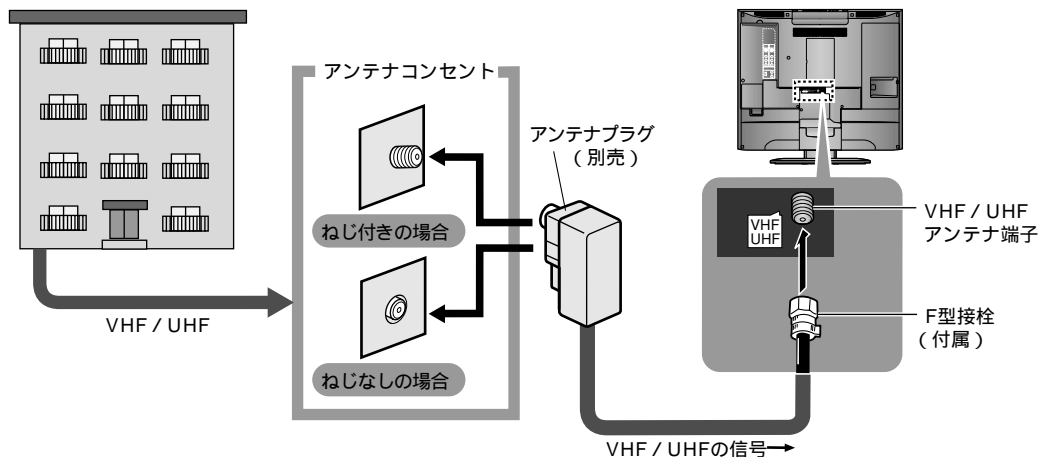 アンテナコンセント
アンテナプラグ
（別売）
ねじ付きの場合
ねじなしの場合
VHF / UHF
VHF
UHF
VHF / UHF
アンテナ端子
F型接栓
（付属）
VHF / UHFの信号